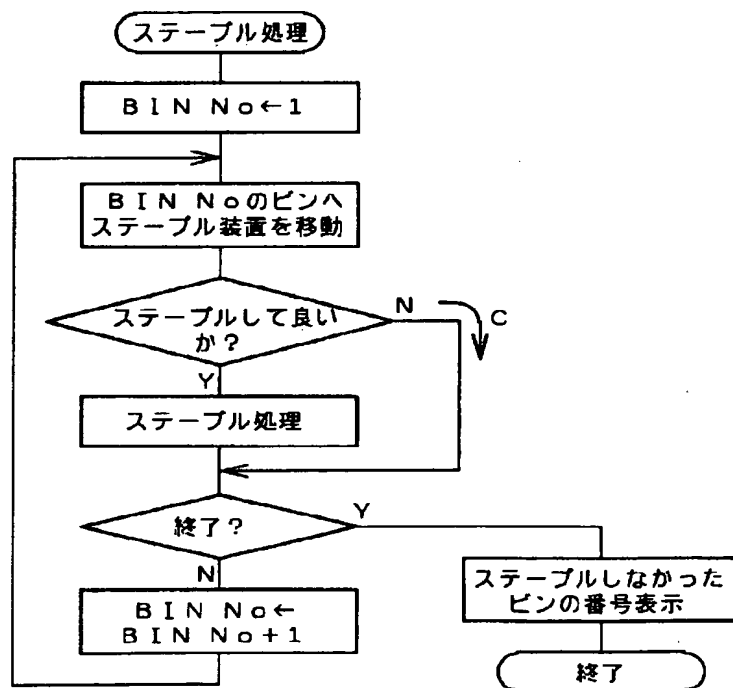 ステープル処理
BIN No←1
BIN Noのビンへ
ステープル装置を移動
ステープルして良い
か？
N
C
Y
ステープル処理
終了？
Y
N
BIN No←
BIN No+1
ステープルしなかった
ビンの番号表示
終了